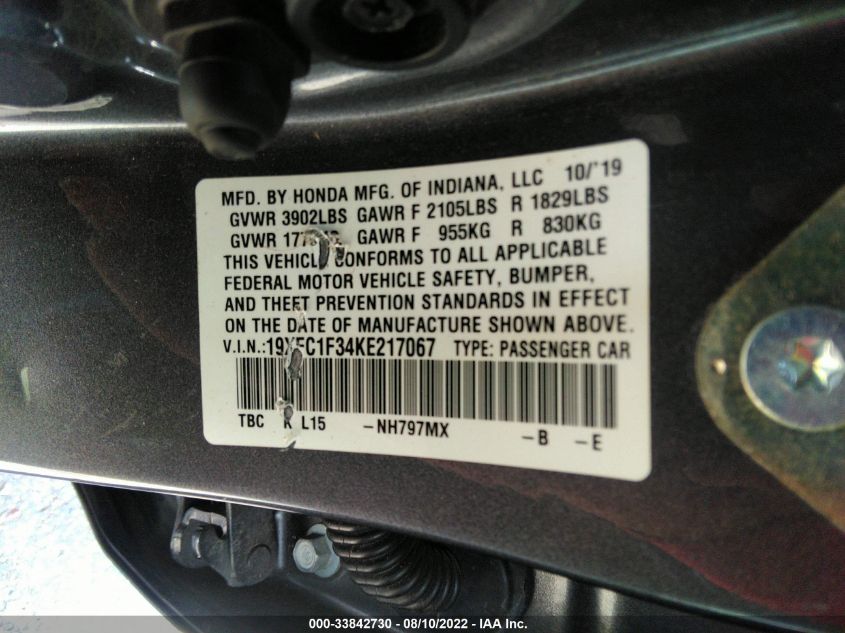 MFD. BY HONDA MFG. OF INDIANA, LLC 10/'19
GVWR 3902LBS GAWR F 2105LBS R 1829LBS
GVWR GAWR F 955KG R 830KG
THIS VEHICLE CONFORMS TO ALL APPLICABLE
FEDERAL MOTOR VEHICLE SAFETY, BUMPER,
AND THEFT PREVENTION STANDARDS IN EFFECT
ON THE DATE OF MANUFACTURE SHOWN ABOVE.
V.I.N.:19XFC1F34KE217067 TYPE: PASSENGER CAR
TBC K L15 -NH797MX -B -E
000-33842730 - 08/10/2022 - IAA Inc.